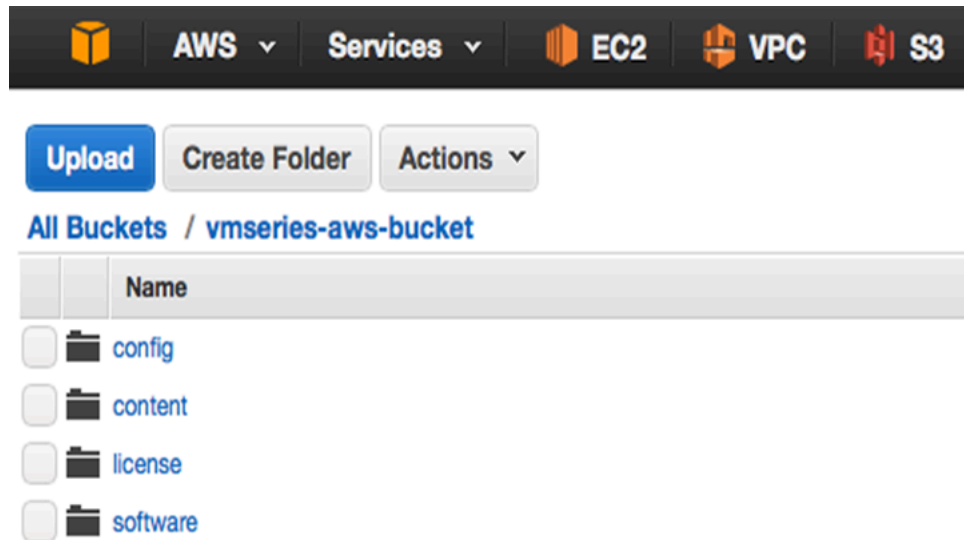 AWS Services EC2 VPC S3
Upload Create Folder Actions
All Buckets / vmseries-aws-bucket
Name
config
content
license
software